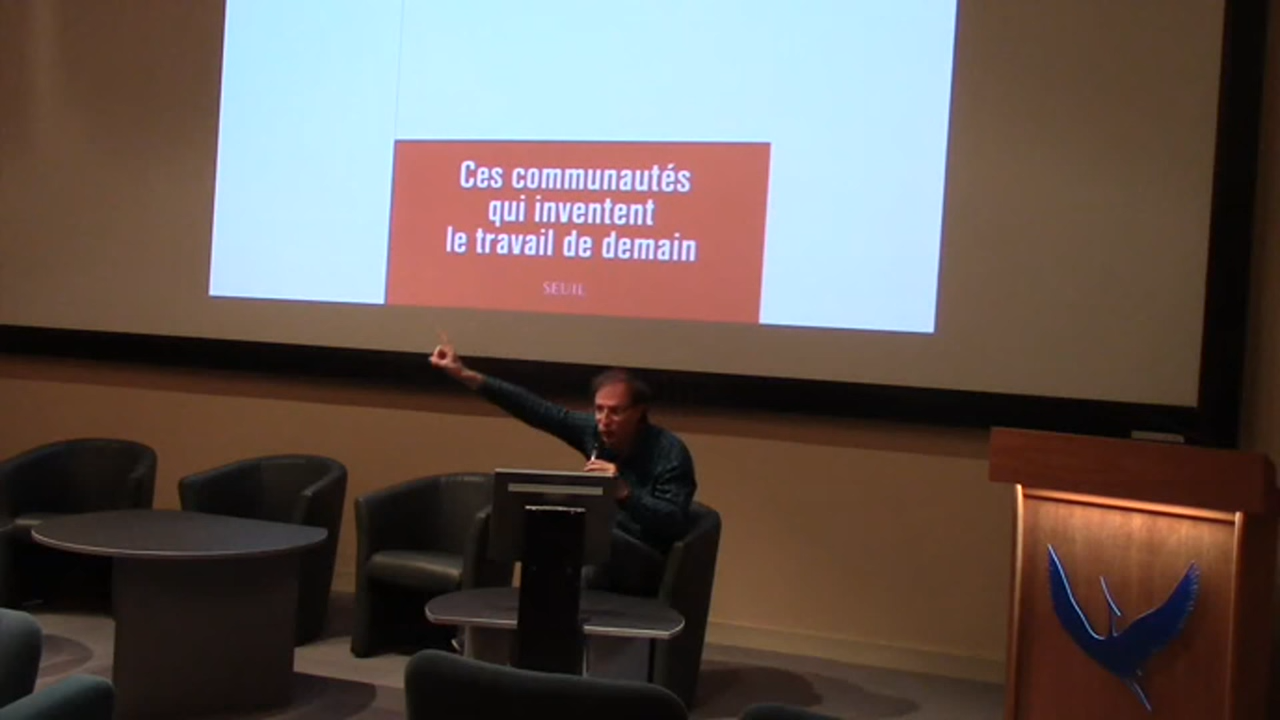 Ces communautés
qui inventent
le travail de demain
SEUIL